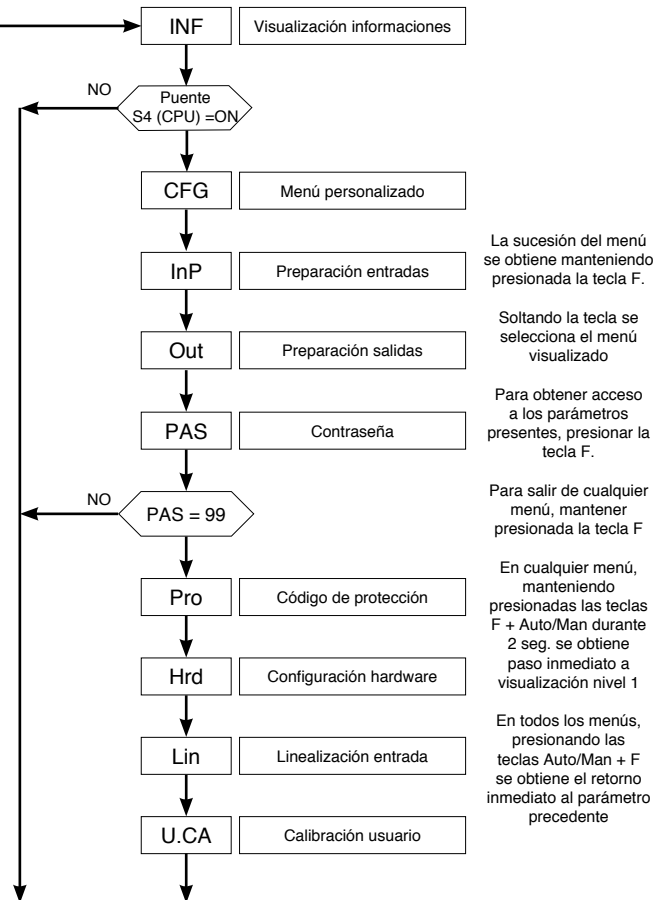 INF
Visualización informaciones
NO
Puente
S4 (CPU) =ON
CFG
Menú personalizado
InP
Preparación entradas
La sucesión del menú
se obtiene manteniendo
presionada la tecla F.
Out
Preparación salidas
Soltando la tecla se
selecciona el menú
visualizado
PAS
Contraseña
Para obtener acceso
a los parámetros
presentes, presionar la
tecla F.
NO
PAS = 99
Para salir de cualquier
menú, mantener
presionada la tecla F
Pro
Código de protección
En cualquier menú,
manteniendo
presionadas las teclas
F + Auto/Man durante
2 seg. se obtiene
paso inmediato a
visualización nivel 1
Hrd
Configuración hardware
Lin
Linealización entrada
En todos los menús,
presionando las
teclas Auto/Man + F
se obtiene el retorno
inmediato al parámetro
precedente
U.CA
Calibración usuario